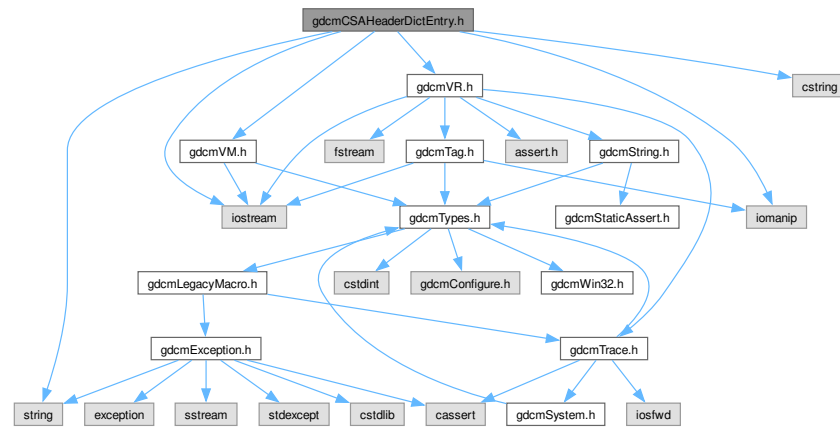 gdcmCSAHeaderDictEntry.h
gdcmVR.h
cstring
gdcmVM.h
fstream
gdcmTag.h
assert.h
gdcmString.h
iostream
gdcmTypes.h
gdcmStaticAssert.h
iomanip
gdcmLegacyMacro.h
cstdint
gdcmConfigure.h
gdcmWin32.h
gdcmException.h
gdcmTrace.h
string
exception
sstream
stdexcept
cstdlib
cassert
gdcmSystem.h
iosfwd